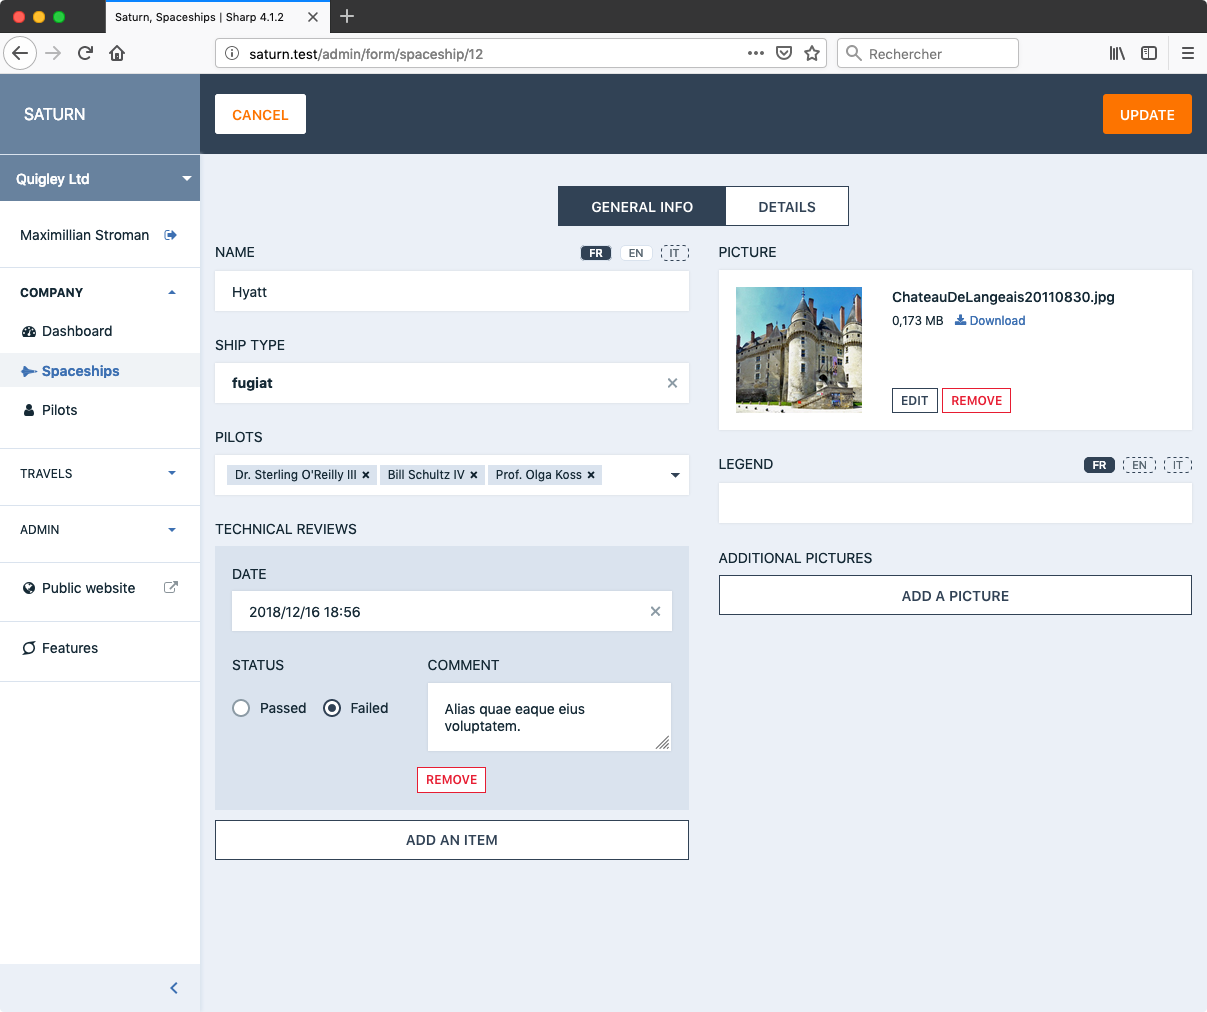 Saturn, Spaceships | Sharp 4.1.2
saturn.test/admin/form/spaceship/12
Rechercher
SATURN
CANCEL
UPDATE
Quigley Ltd
Maximillian Stroman
COMPANY
Dashboard
Spaceships
Pilots
TRAVELS
ADMIN
Public website
Features
GENERAL INFO
DETAILS
NAME
FR
EN
IT
Hyatt
SHIP TYPE
fugiat
PILOTS
Dr. Sterling O'Reilly III
Bill Schultz IV
Prof. Olga Koss
TECHNICAL REVIEWS
DATE
2018/12/16 18:56
STATUS
Passed
Failed
COMMENT
Alias quae eaque eius
voluptatem.
REMOVE
ADD AN ITEM
PICTURE
ChateauDeLangeais20110830.jpg
0,173 MB
Download
EDIT
REMOVE
LEGEND
FR
EN
IT
ADDITIONAL PICTURES
ADD A PICTURE